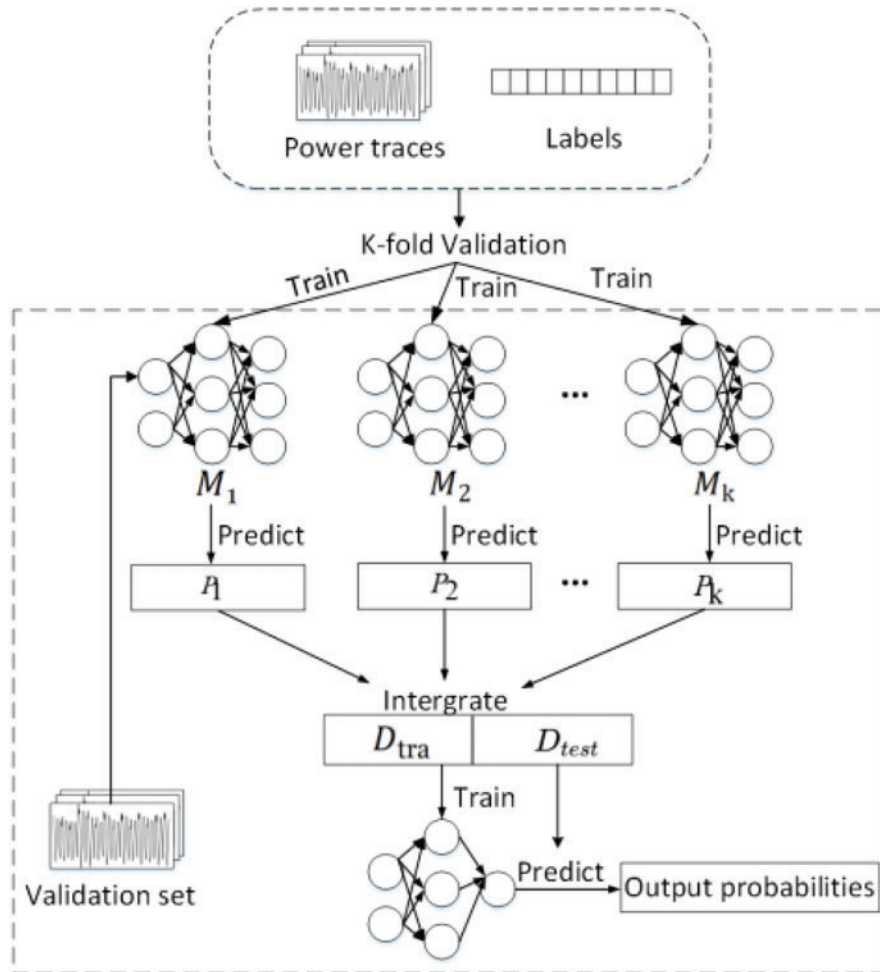 Power traces
Labels
K-fold Validation
Train
Train
Train
...
M1
M2
Mk
Predict
Predict
Predict
P1
P2
...
Pk
Intergrate
Dtra
Dtest
Train
Predict
Output probabilities
Validation set